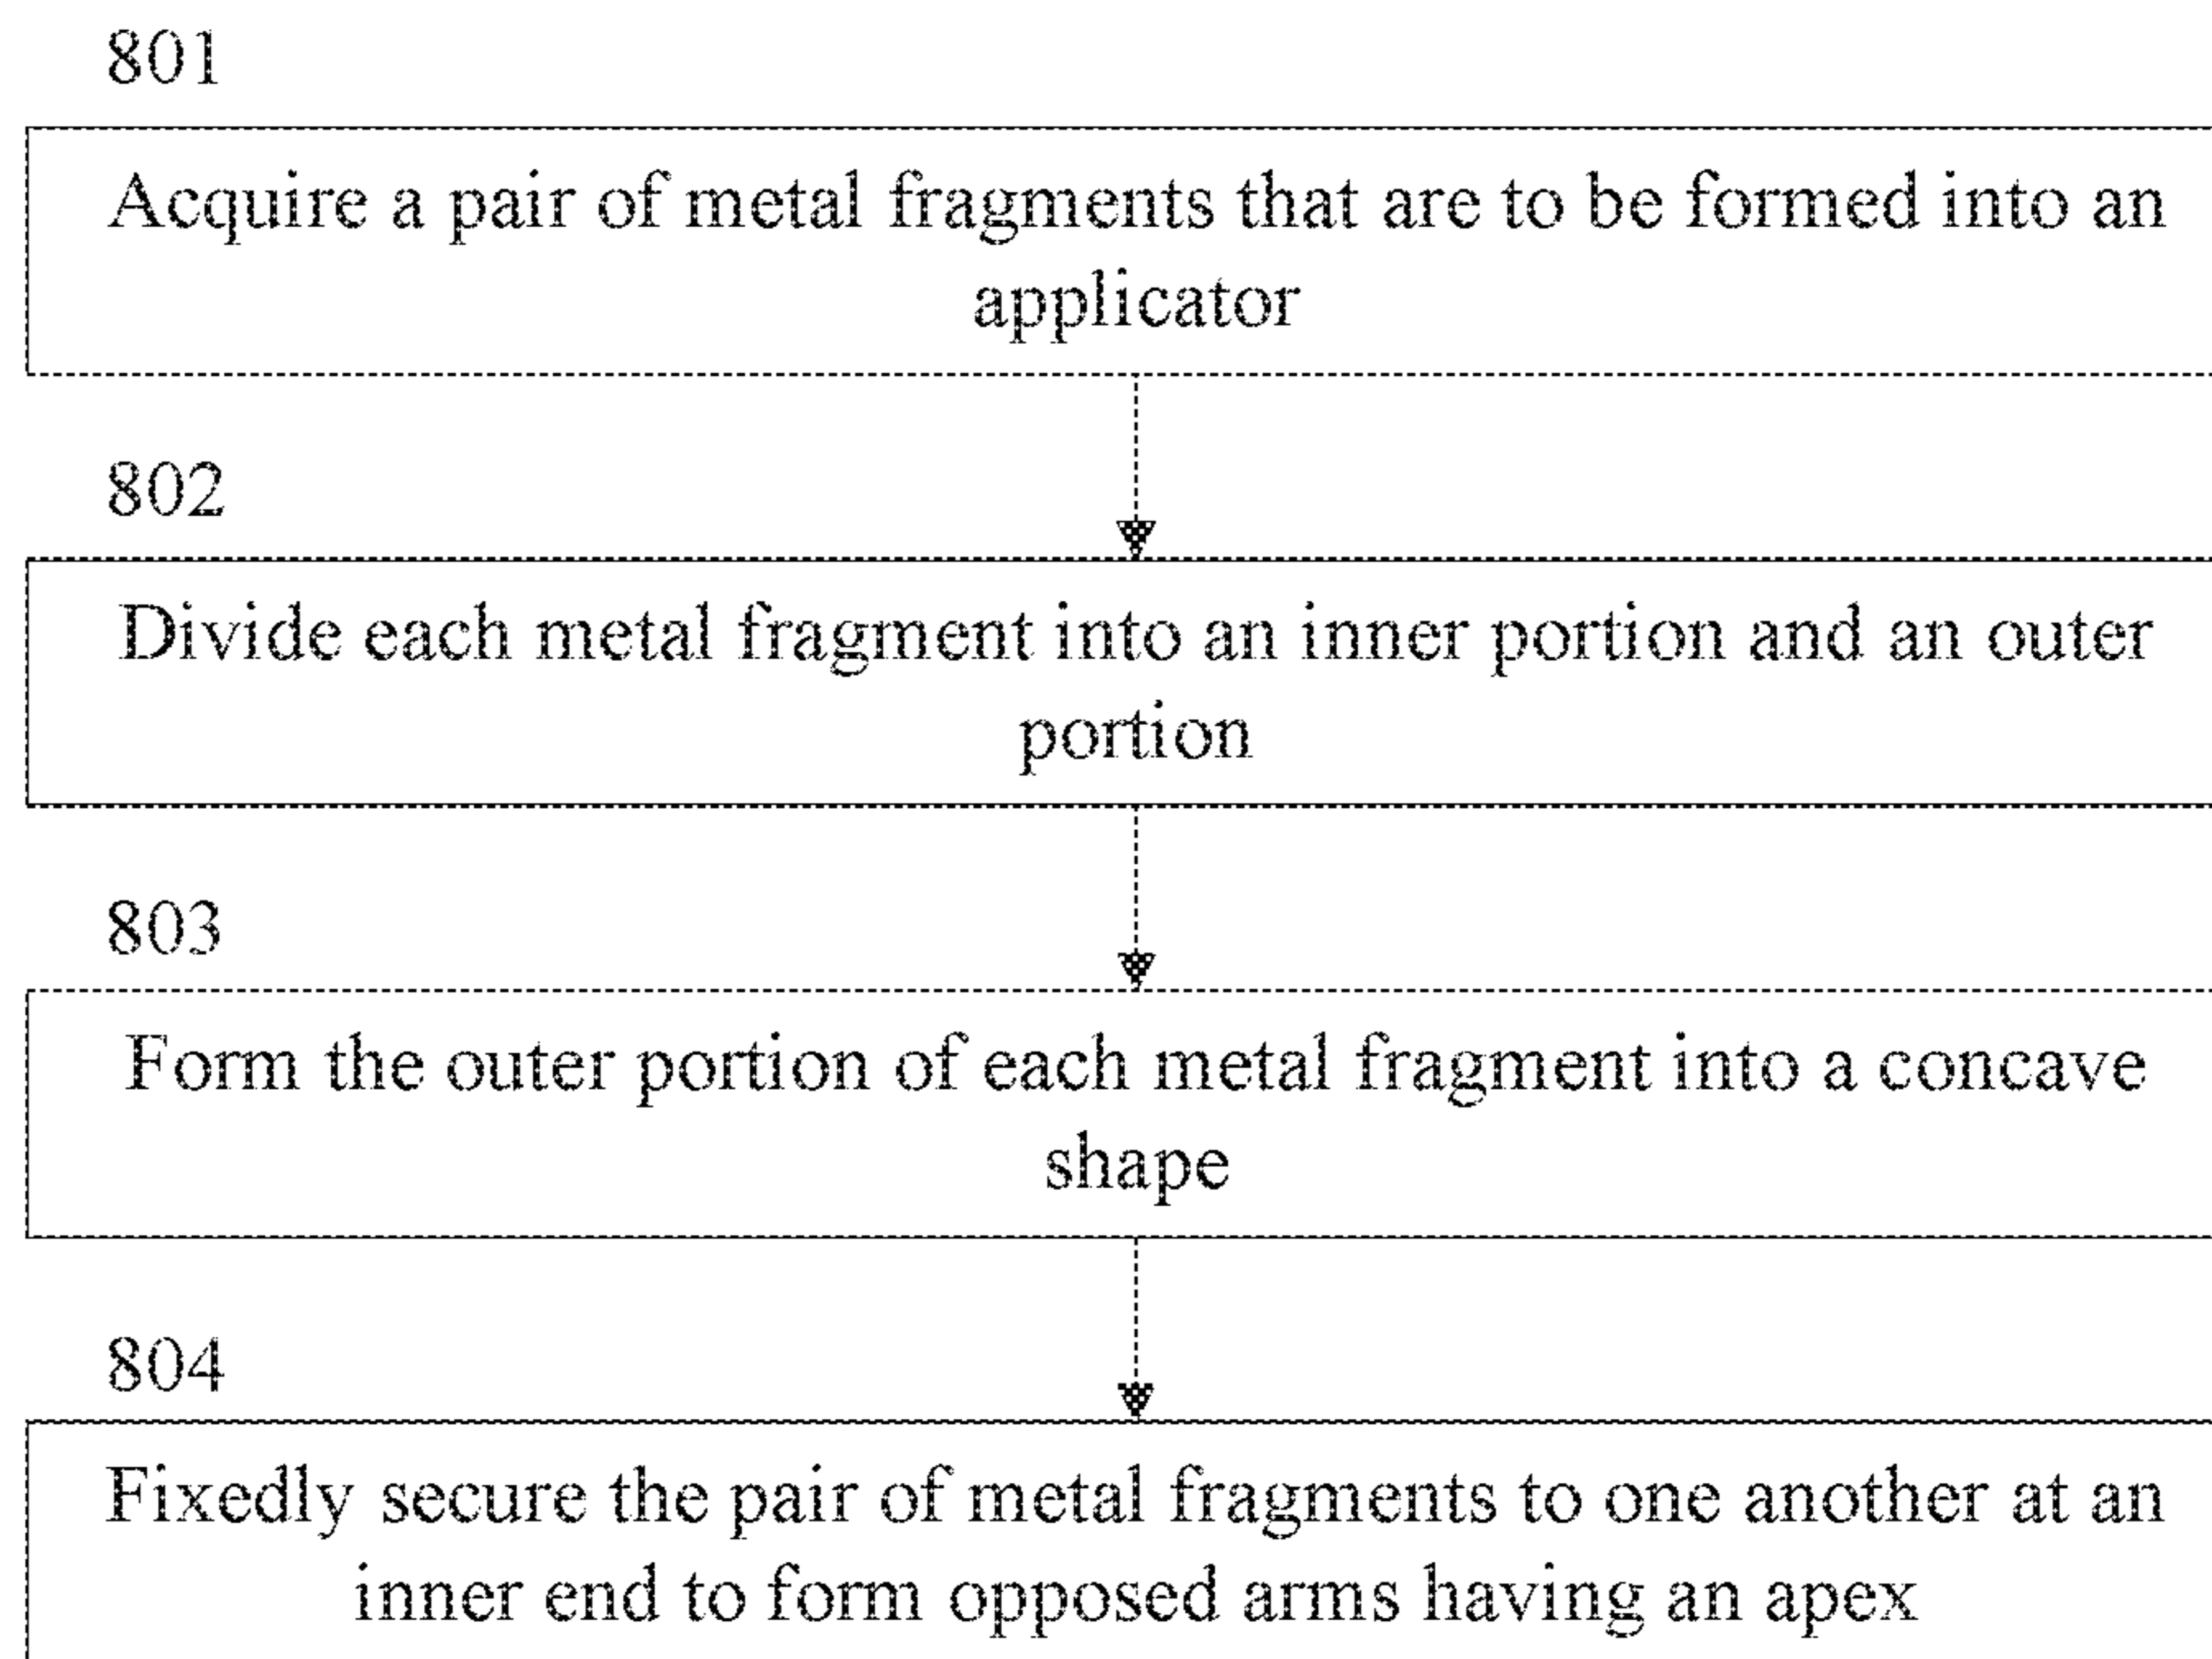 801
Acquire a pair of metal fragments that are to be formed into an
applicator
802
Divide each metal fragment into an inner portion and an outer
portion
803
Form the outer portion of each metal fragment into a concave
shape
804
Fixedly secure the pair of metal fragments to one another at an
inner end to form opposed arms having an apex